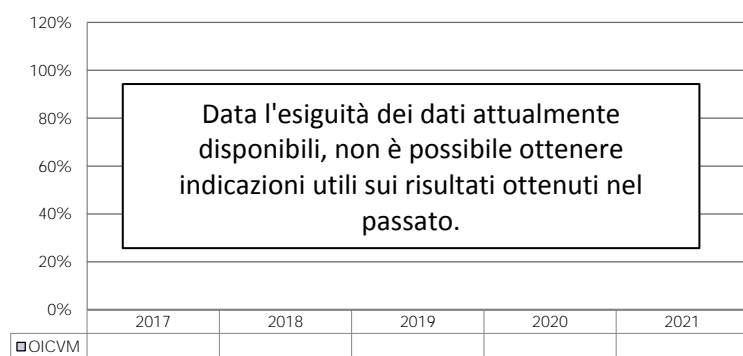 120%
100%
80%
60%
40%
20%
0%
Data l'esiguità dei dati attualmente
disponibili, non è possibile ottenere
indicazioni utili sui risultati ottenuti nel
passato.
2017 2018 2019 2020 2021
OICVM